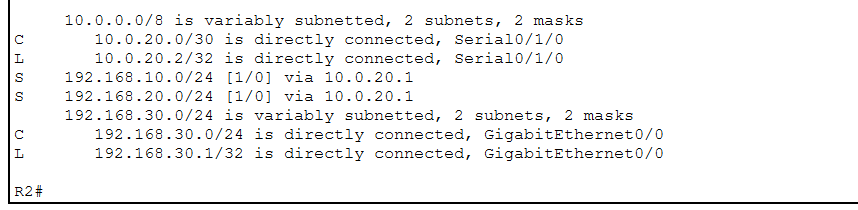 10.0.0.0/8 is variably subnetted, 2 subnets, 2 masks
C 10.0.20.0/30 is directly connected, Serial0/1/0
L 10.0.20.2/32 is directly connected, Serial0/1/0
S 192.168.10.0/24 [1/0] via 10.0.20.1
S 192.168.20.0/24 [1/0] via 10.0.20.1
192.168.30.0/24 is variably subnetted, 2 subnets, 2 masks
C 192.168.30.0/24 is directly connected, GigabitEthernet0/0
L 192.168.30.1/32 is directly connected, GigabitEthernet0/0
R2#